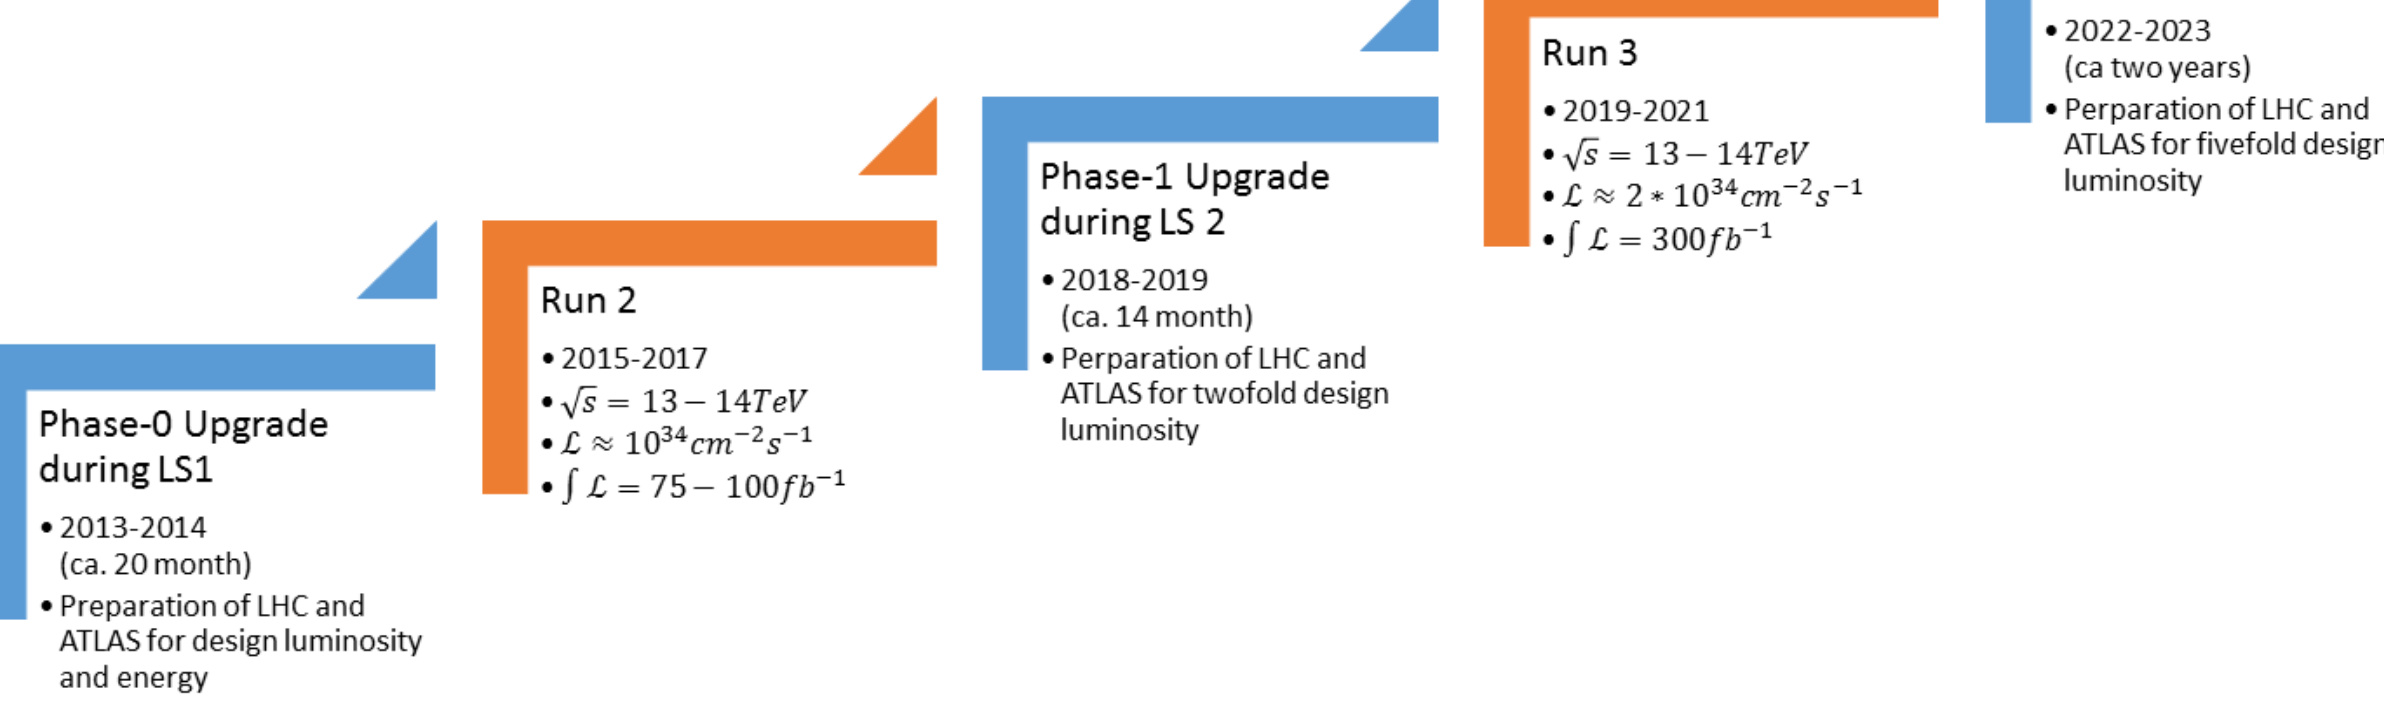 Phase-0 Upgrade
during LS1
• 2013-2014
(ca. 20 month)
• Preparation of LHC and
ATLAS for design luminosity
and energy
Run 2
• 2015-2017
• √s = 13 – 14TeV
• ℒ ≈ 10³⁴cm⁻²s⁻¹
• ∫ ℒ = 75 – 100fb⁻¹
Phase-1 Upgrade
during LS 2
• 2018-2019
(ca. 14 month)
• Perparation of LHC and
ATLAS for twofold design
luminosity
Run 3
• 2019-2021
• √s = 13 – 14TeV
• ℒ ≈ 2 * 10³⁴cm⁻²s⁻¹
• ∫ ℒ = 300fb⁻¹
• 2022-2023
(ca two years)
• Perparation of LHC and
ATLAS for fivefold design
luminosity